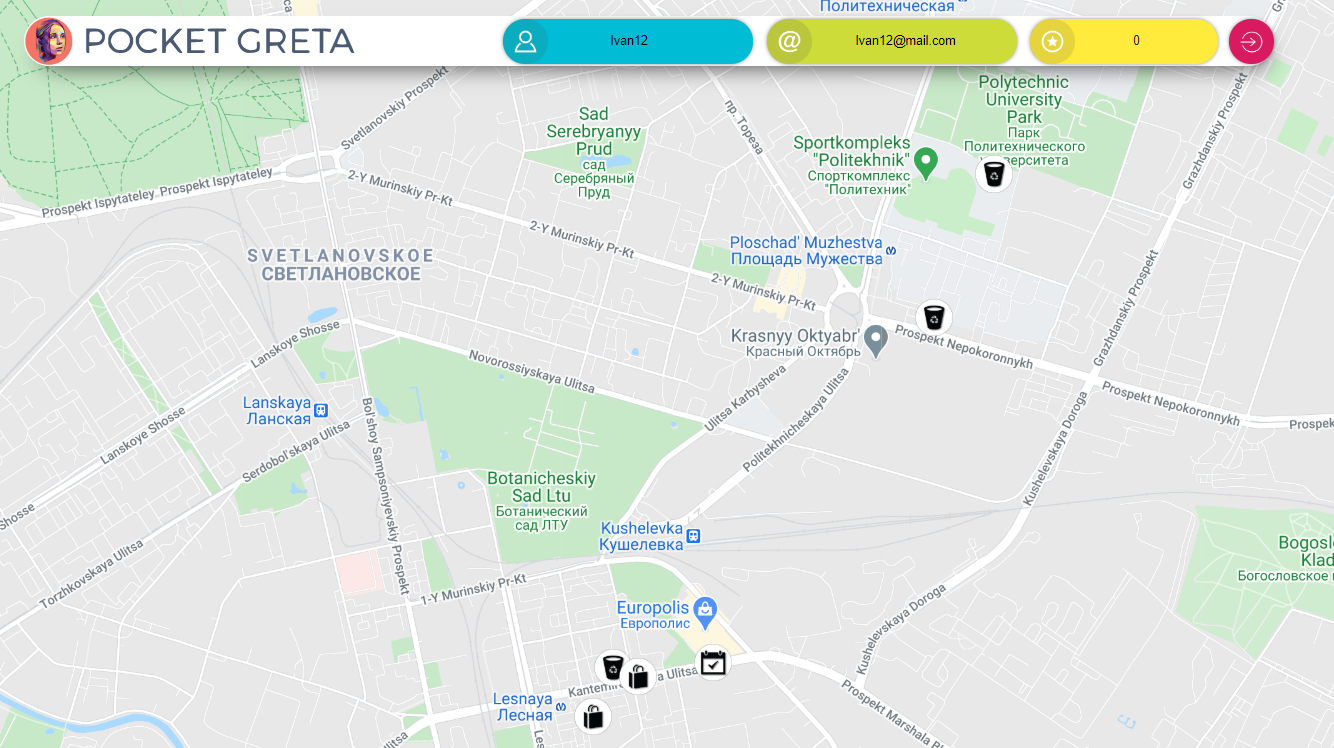 Политехническая
POCKET GRETA
Ivan12
@
Ivan12@mail.com
0
Polytechnic
University
Park
Парк
Политехнического
Sad
Serebryanyy
Prud
сад
Серебряный
Пруд
Svetlanovskiy Prospekt
пр. Тореза
Grazhdanskiy Prospekt
Sportkompleks
"Politekhnik"
Спорткомплекс
"Политехник"
Prospekt Ispytateley
Prospekt Ispytateley
2-Y Murinskiy Pr-Kt
2-Y Murinskiy Pr-Kt
2-Y Murinskiy Pr-Kt
Ploschad' Muzhestva
Площадь Мужества
SVETLANOVSKOE
СВЕТЛАНОВСКОЕ
Grazhdanskiy Prospekt
Krasnyy Oktyabr'
Красный Октябрь
Prospekt Nepokoronnykh
Prospekt Nepokoronnykh
Prospekt
Lanskoye Shosse
Lanskoye Shosse
Shosse
Novorossiyskaya Ulitsa
Ulitsa Karbysheva
Politekhnicheskaya Ulitsa
Lanskaya
Ланская
Bol'shoy Sampsoniyevskiy Prospekt
Serdobol'skaya Ulitsa
Kushelevskaya Doroga
Botanicheskiy
Sad Ltu
Ботанический
сад ЛТУ
Kushelevka
Кушелевка
Torzhkovskaya Ulitsa
1-Y Murinskiy Pr-Kt
Europolis
Европолис
Kushelevskaya Doroga
Ulitsa
Lesnaya
Лесная
Prospekt Marshala